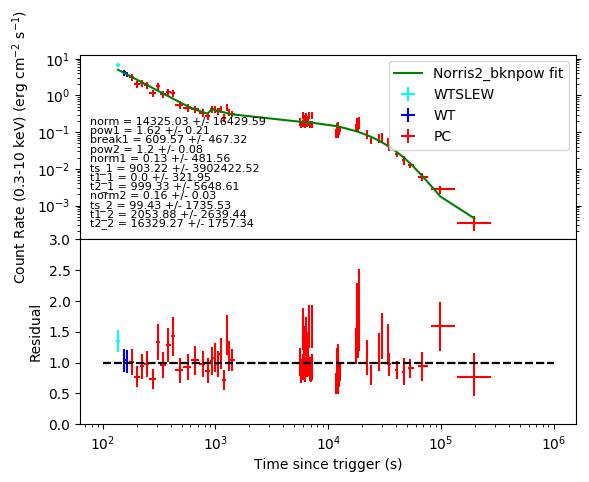 Count Rate (0.3-10 keV) (erg cm⁻² s⁻¹)
10¹
10⁰
10⁻¹
10⁻²
10⁻³
Norris2_bknpow fit
WTSLEW
WT
PC
norm = 14325.03 +/- 16429.59
pow1 = 1.62 +/- 0.21
break1 = 609.57 +/- 467.32
pow2 = 1.2 +/- 0.08
norm1 = 0.13 +/- 481.56
ts_1 = 903.22 +/- 3902422.52
t1_1 = 0.0 +/- 321.95
t2_1 = 999.33 +/- 5648.61
norm2 = 0.16 +/- 0.03
ts_2 = 99.43 +/- 1735.53
t1_2 = 2053.88 +/- 2639.44
t2_2 = 16329.27 +/- 1757.34
Residual
3.0
2.5
2.0
1.5
1.0
0.5
0.0
10² 10³ 10⁴ 10⁵ 10⁶
Time since trigger (s)